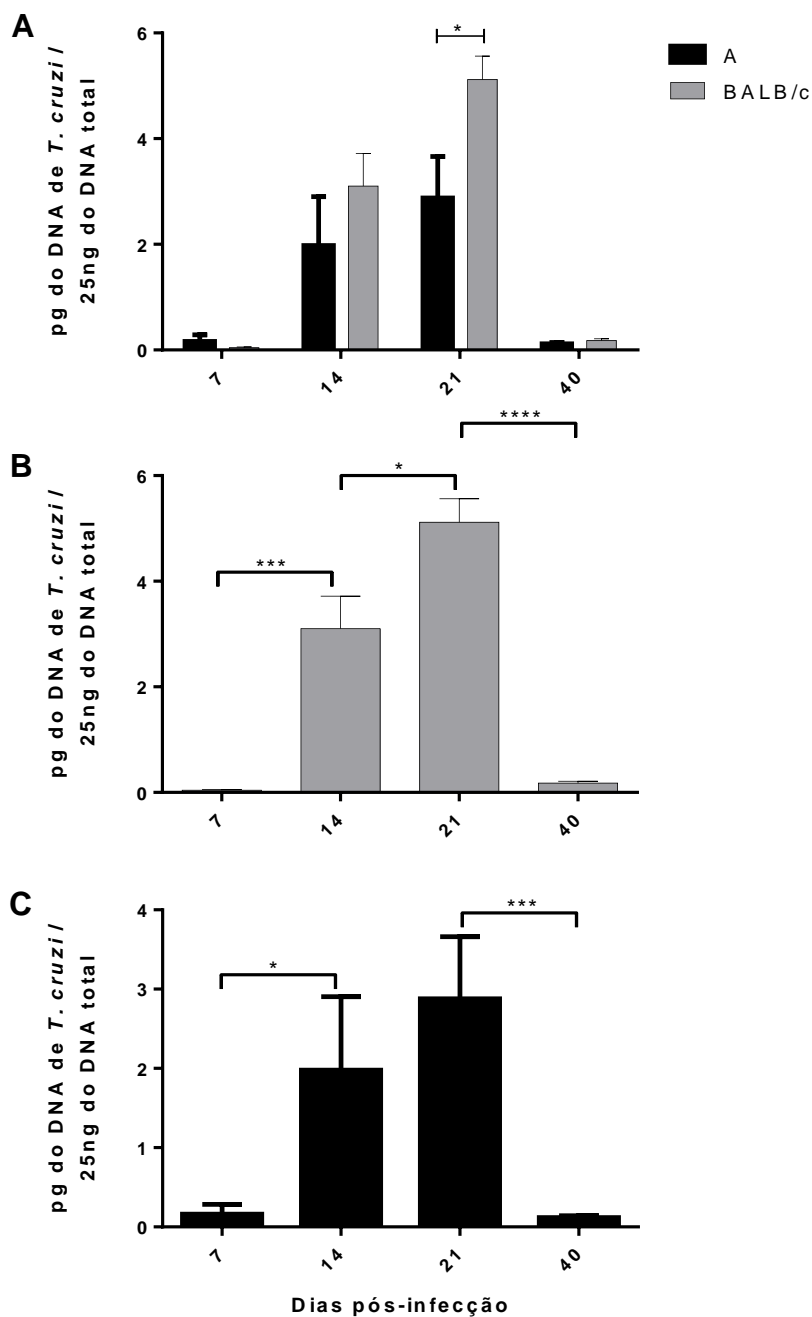 A
pg do DNA de T. cruzi /
25ng do DNA total
6
4
2
0
*
7
14
21
40
A
BALB/c
B
pg do DNA de T. cruzi /
25ng do DNA total
6
4
2
0
***
*
****
7
14
21
40
C
pg do DNA de T. cruzi /
25ng do DNA total
4
3
2
1
0
*
***
7
14
21
40
Dias pós-infecção